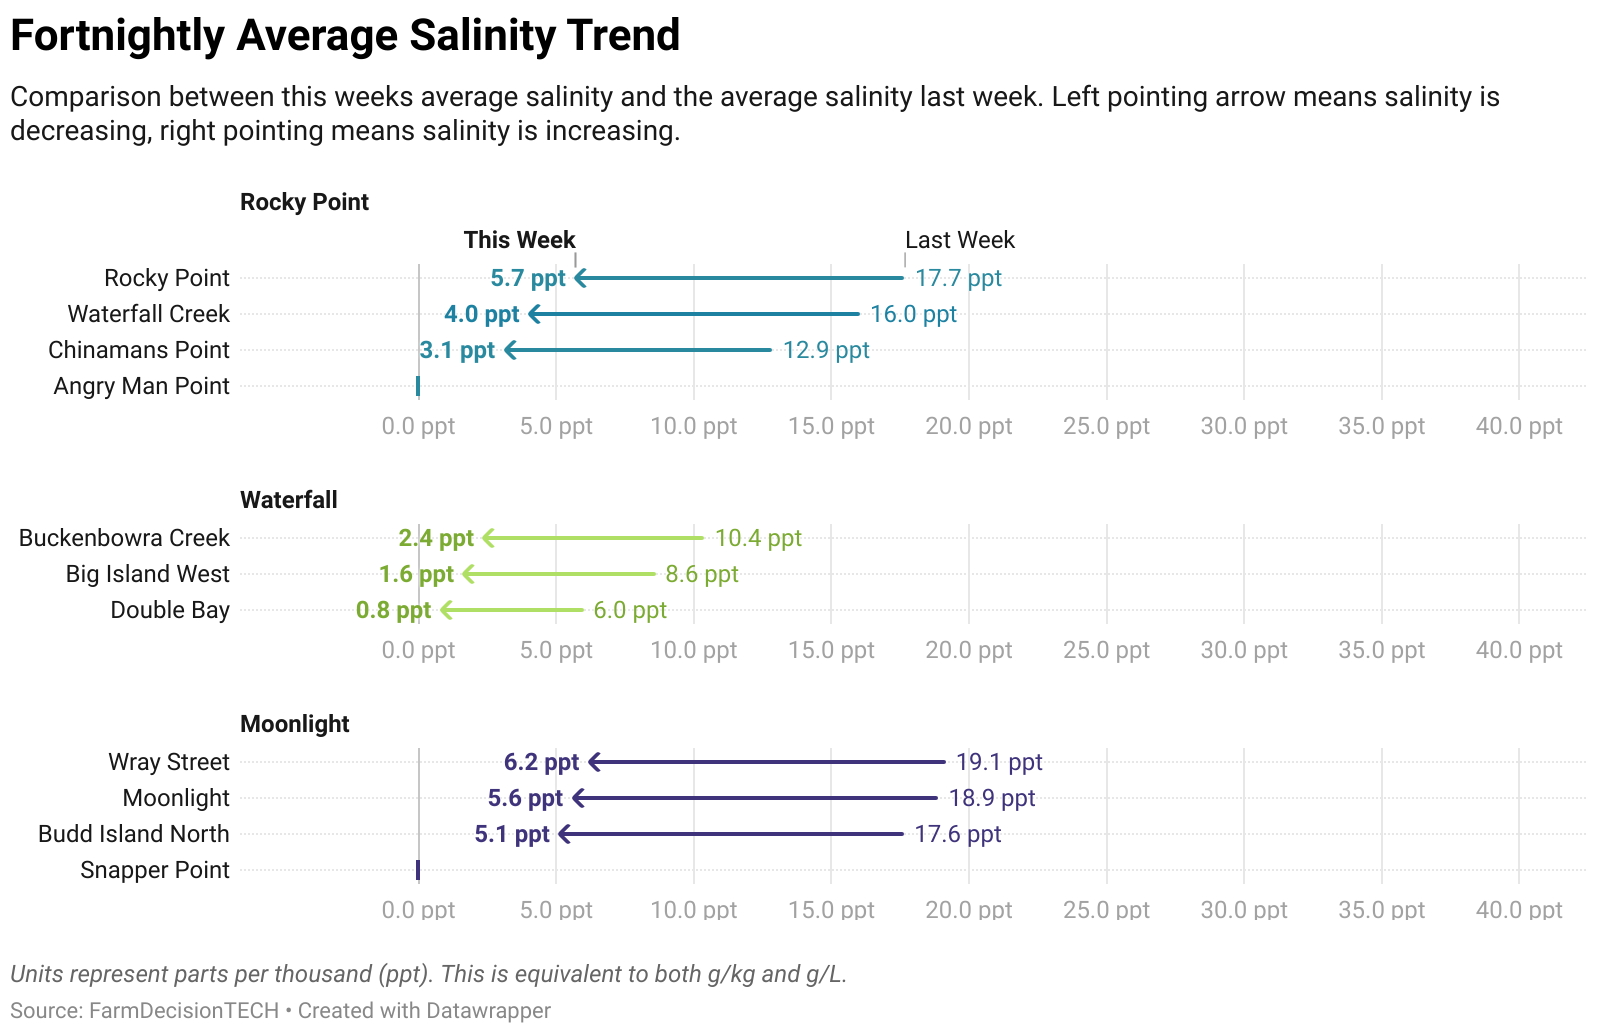 Fortnightly Average Salinity Trend
Comparison between this weeks average salinity and the average salinity last week. Left pointing arrow means salinity is
decreasing, right pointing means salinity is increasing.
Rocky Point
This Week Last Week
Rocky Point 5.7 ppt 17.7 ppt
Waterfall Creek 4.0 ppt 16.0 ppt
Chinamans Point 3.1 ppt 12.9 ppt
Angry Man Point
0.0 ppt 5.0 ppt 10.0 ppt 15.0 ppt 20.0 ppt 25.0 ppt 30.0 ppt 35.0 ppt 40.0 ppt
Waterfall
Buckenbowra Creek 2.4 ppt 10.4 ppt
Big Island West 1.6 ppt 8.6 ppt
Double Bay 0.8 ppt 6.0 ppt
0.0 ppt 5.0 ppt 10.0 ppt 15.0 ppt 20.0 ppt 25.0 ppt 30.0 ppt 35.0 ppt 40.0 ppt
Moonlight
Wray Street 6.2 ppt 19.1 ppt
Moonlight 5.6 ppt 18.9 ppt
Budd Island North 5.1 ppt 17.6 ppt
Snapper Point
0.0 ppt 5.0 ppt 10.0 ppt 15.0 ppt 20.0 ppt 25.0 ppt 30.0 ppt 35.0 ppt 40.0 ppt
Units represent parts per thousand (ppt). This is equivalent to both g/kg and g/L.
Source: FarmDecisionTECH • Created with Datawrapper